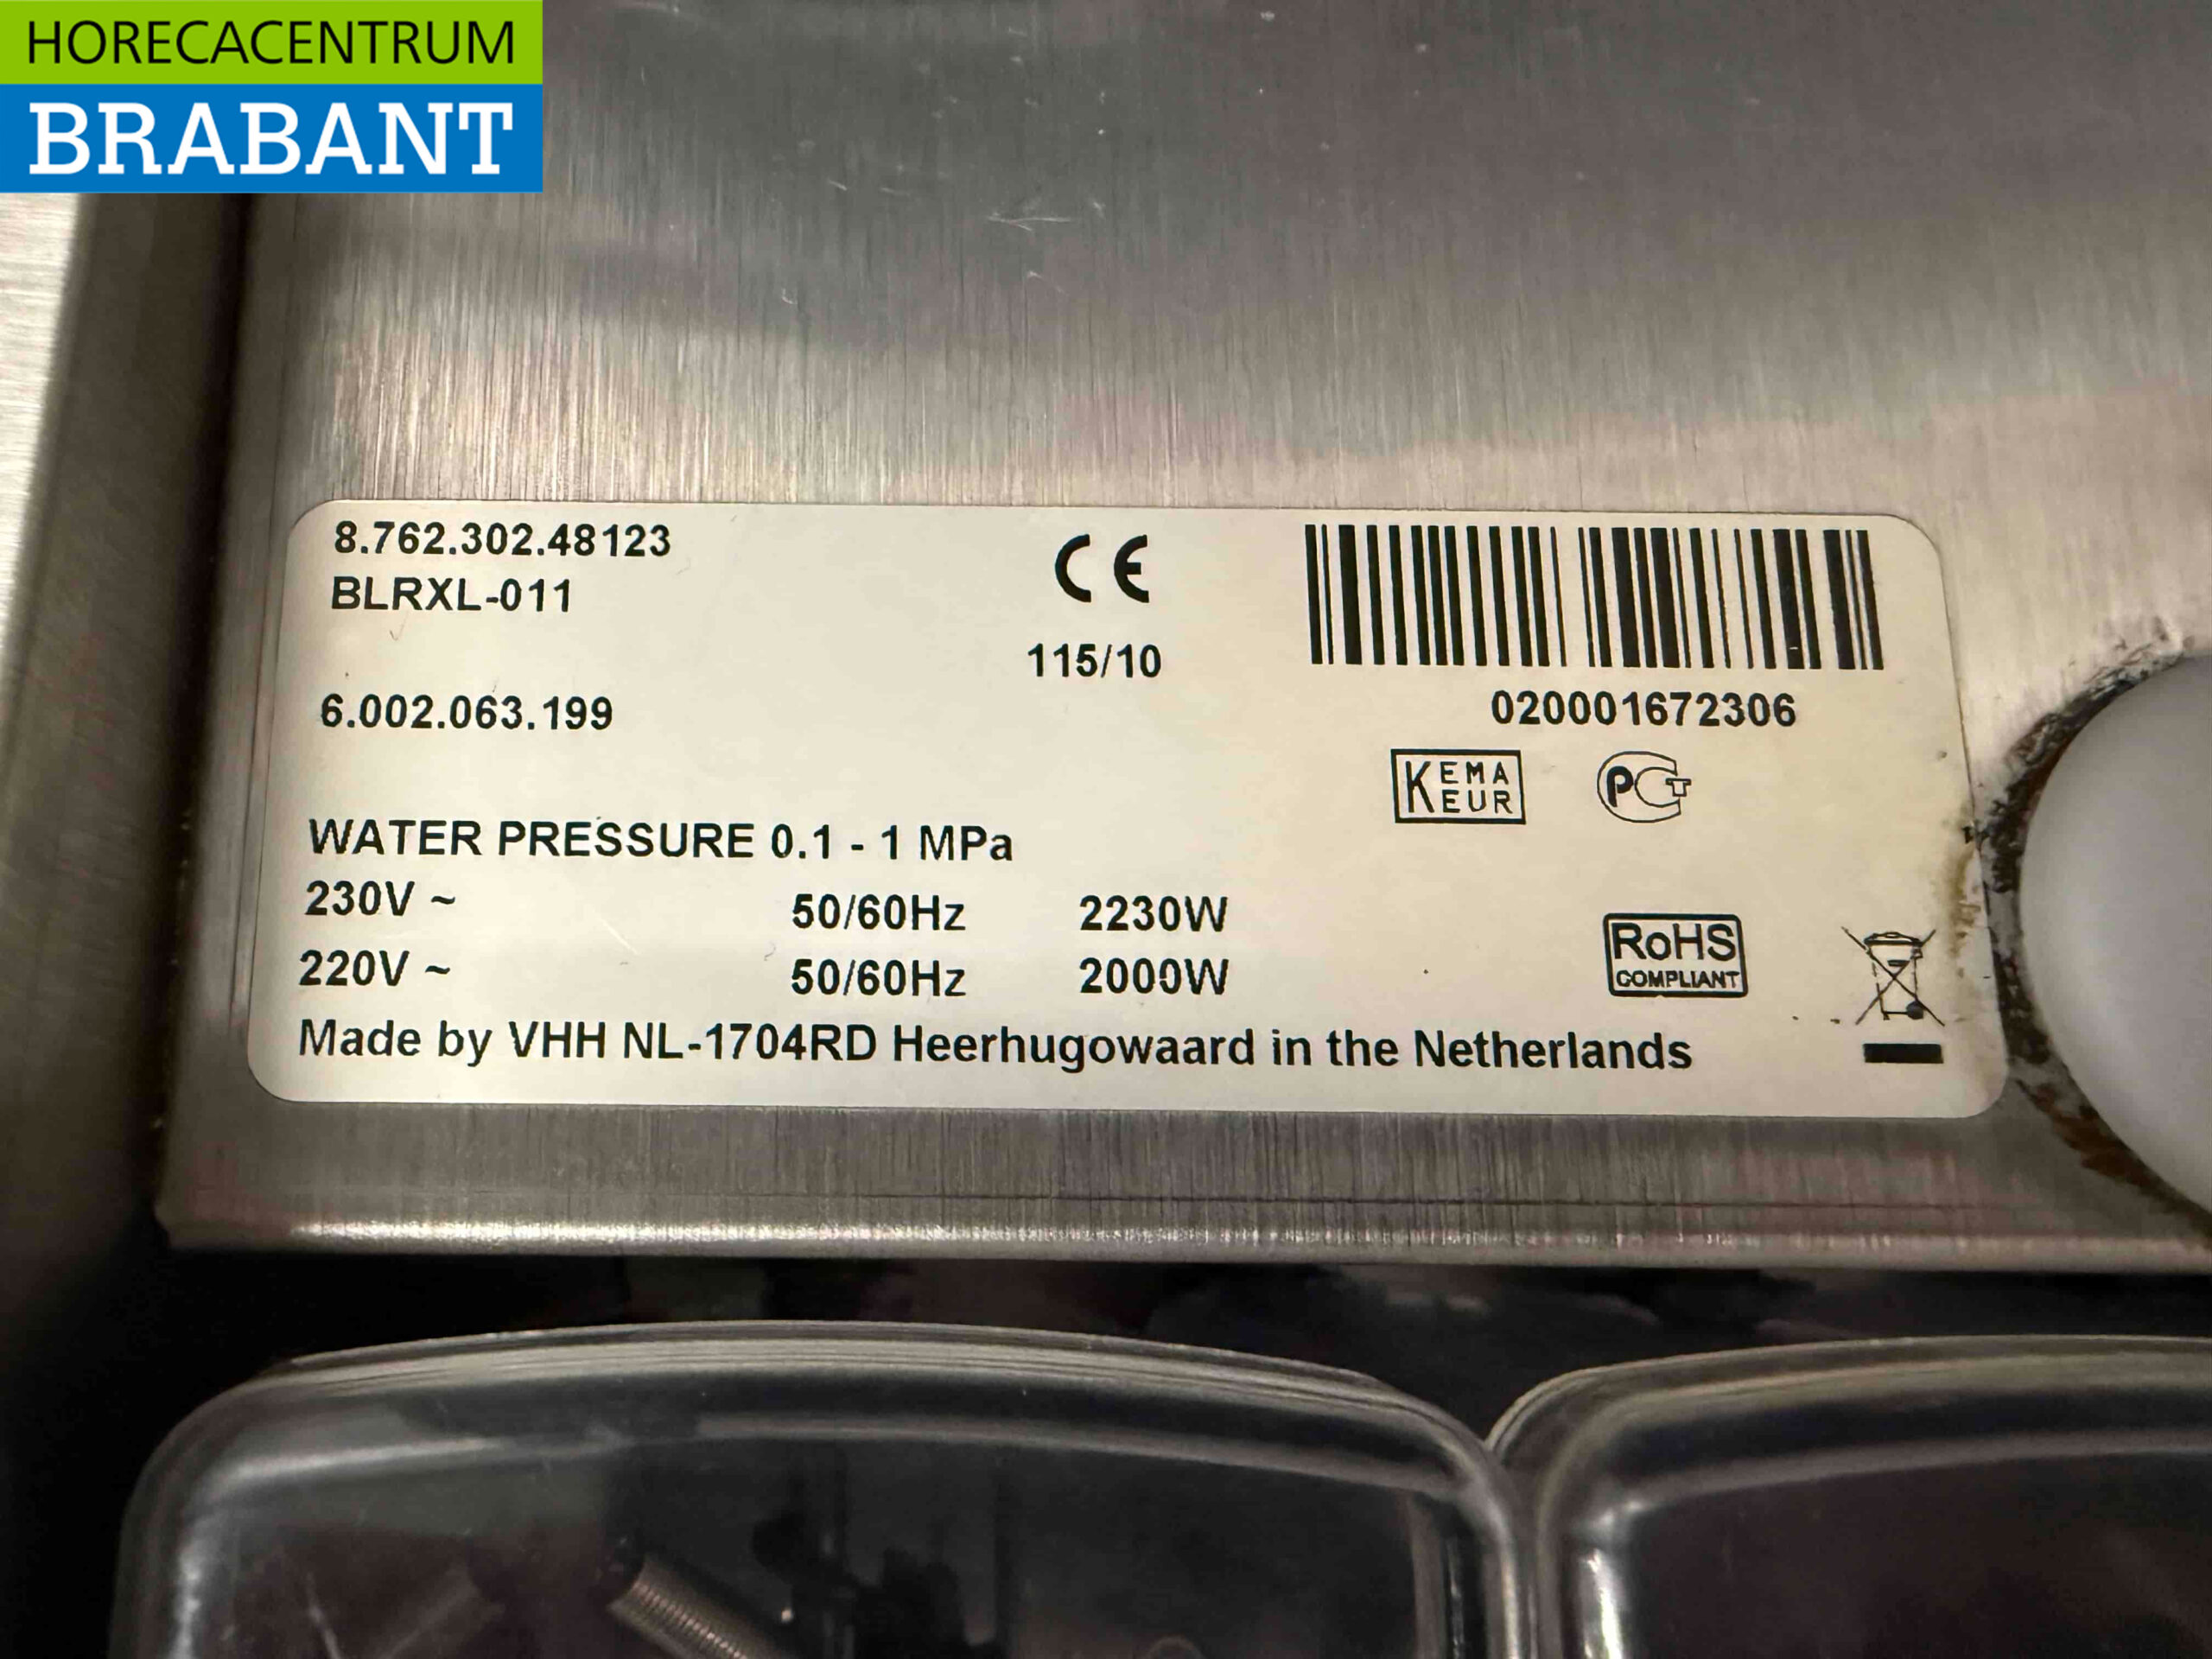 HORECACENTRUM
BRABANT
8.762.302.48123
BLRXL-011
CE
115/10
020001672306
6.002.063.199
KEMA
KEUR
PCT
WATER PRESSURE 0.1 - 1 MPa
230V ~ 50/60Hz 2230W
220V ~ 50/60Hz 2000W
RoHS
COMPLIANT
Made by VHH NL-1704RD Heerhugowaard in the Netherlands